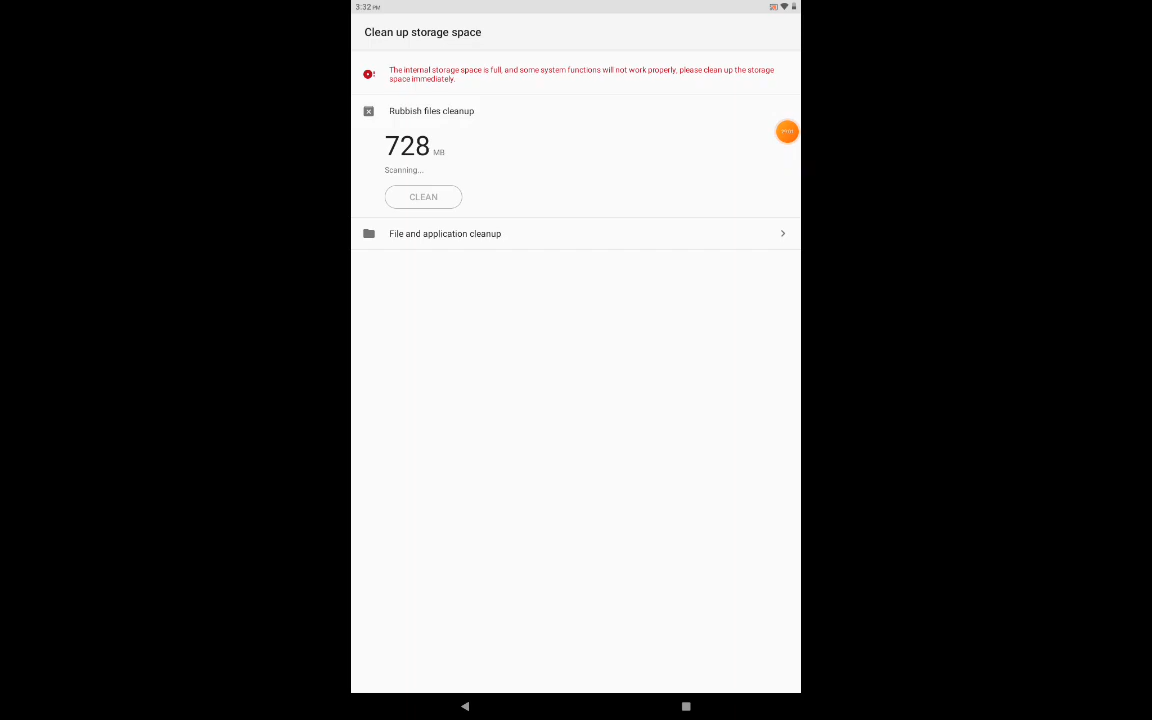 3:32 PM
Clean up storage space
The internal storage space is full, and some system functions will not work properly, please clean up the storage
space immediately.
Rubbish files cleanup
728 MB
Scanning...
CLEAN
File and application cleanup